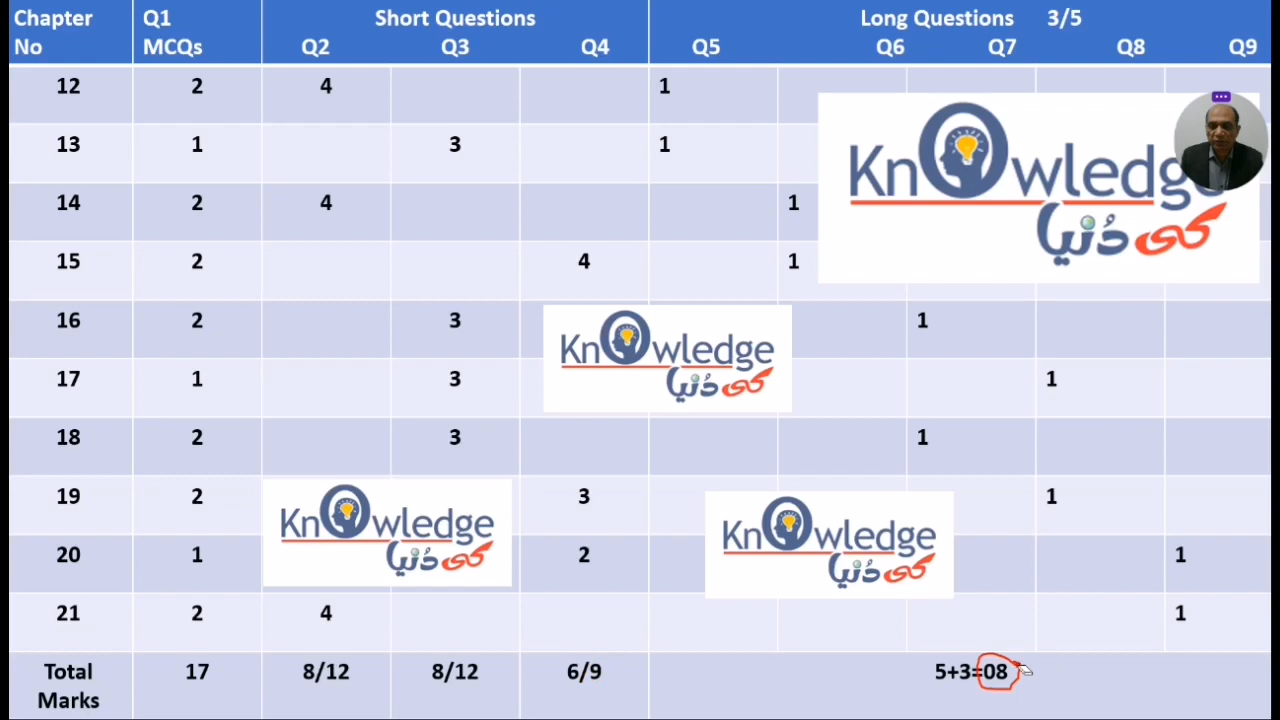 Chapter No Q1 MCQs Short Questions Long Questions 3/5
Q2 Q3 Q4 Q5 Q6 Q7 Q8 Q9
12 2 4 1
13 1 3 1
14 2 4 1
15 2 4 1
16 2 3 1
17 1 3 1
18 2 3 1
19 2 3 1
20 1 2 1
21 2 4 1
Total Marks 17 8/12 8/12 6/9 5+3=08
Knowledge
کی دُنیا
Knowledge
کی دُنیا
Knowledge
کی دُنیا
Knowledge
کی دُنیا